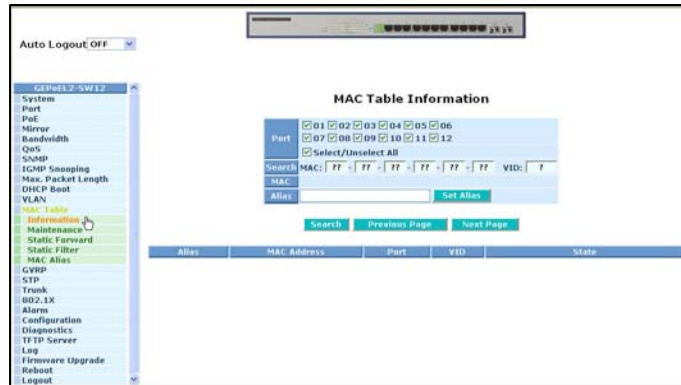 Auto Logout OFF
GEPoEL2-SW12
System
Port
PoE
Mirror
Bandwidth
QoS
SNMP
IGMP Snooping
Max. Packet Length
DHCP Boot
VLAN
MAC Table
Information
Maintenance
Static Forward
Static Filter
MAC Alias
GVRP
STP
Trunk
802.1X
Alarm
Configuration
Diagnostics
TFTP Server
Log
Firmware Upgrade
Reboot
Logout
MAC Table Information
Port
01 02 03 04 05 06
07 08 09 10 11 12
Select/Unselect All
Search MAC: ?? - ?? - ?? - ?? - ?? - ?? VID: ?
MAC
Alias Set Alias
Search Previous Page Next Page
Alias MAC Address Port VID State